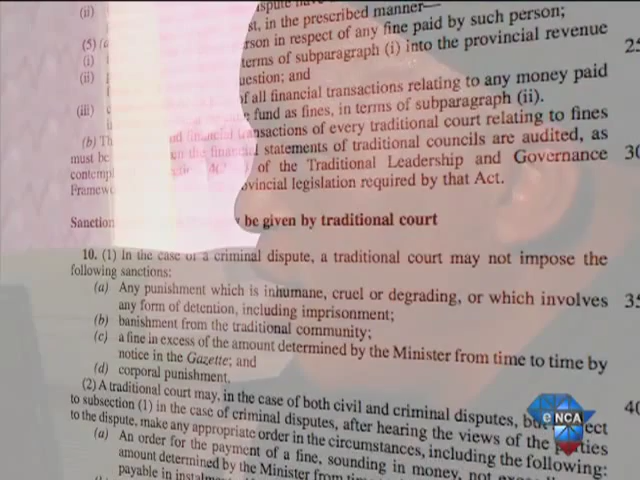 (ii)
st, in the prescribed manner—
rson in respect of any fine paid by such person;
(5)
(i) terms of subparagraph (i) into the provincial revenue 25
(ii) uestion; and
of all financial transactions relating to any money paid
(iii) fund as fines, in terms of subparagraph (ii).
(b) Th financial transactions of every traditional court relating to fines
must be the financial statements of traditional councils are audited, as
contempl of the Traditional Leadership and Governance 30
Framewo vincial legislation required by that Act.
Sanction be given by traditional court
10. (1) In the case of a criminal dispute, a traditional court may not impose the
following sanctions:
(a) Any punishment which is inhumane, cruel or degrading, or which involves 35
any form of detention, including imprisonment;
(b) banishment from the traditional community;
(c) a fine in excess of the amount determined by the Minister from time to time by
notice in the Gazette; and
(d) corporal punishment.
(2) A traditional court may, in the case of both civil and criminal disputes, but ect 40
to subsection (1) in the case of criminal disputes, after hearing the views of the parties
to the dispute, make any appropriate order in the circumstances, including the following:
(a) An order for the payment of a fine, sounding in money, not
amount determined by the Minister from
payable in
e NCA